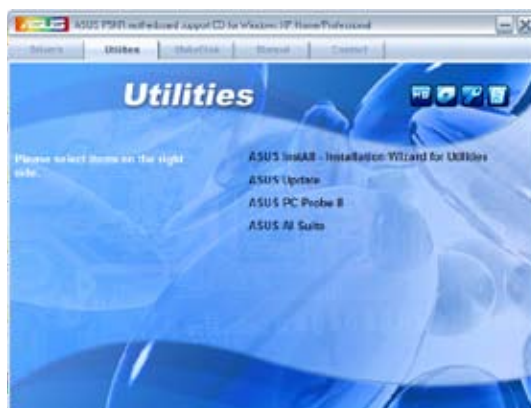 ASUS
ASUS P5NR motherboard support CD for Windows XP Home/Professional
Drivers
Utilities
Make Disk
Manual
Contact
Utilities
Please select items on the right side.
ASUS InstAll - Installation Wizard for Utilities
ASUS Update
ASUS PC Probe II
ASUS AI Suite